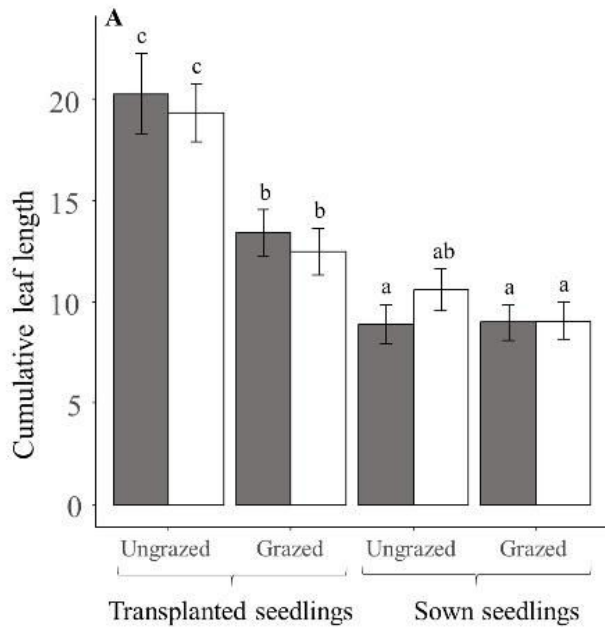 A
c
c
b
b
a
ab
a
a
20
15
10
5
0
Cumulative leaf length
Ungrazed Grazed Ungrazed Grazed
Transplanted seedlings Sown seedlings